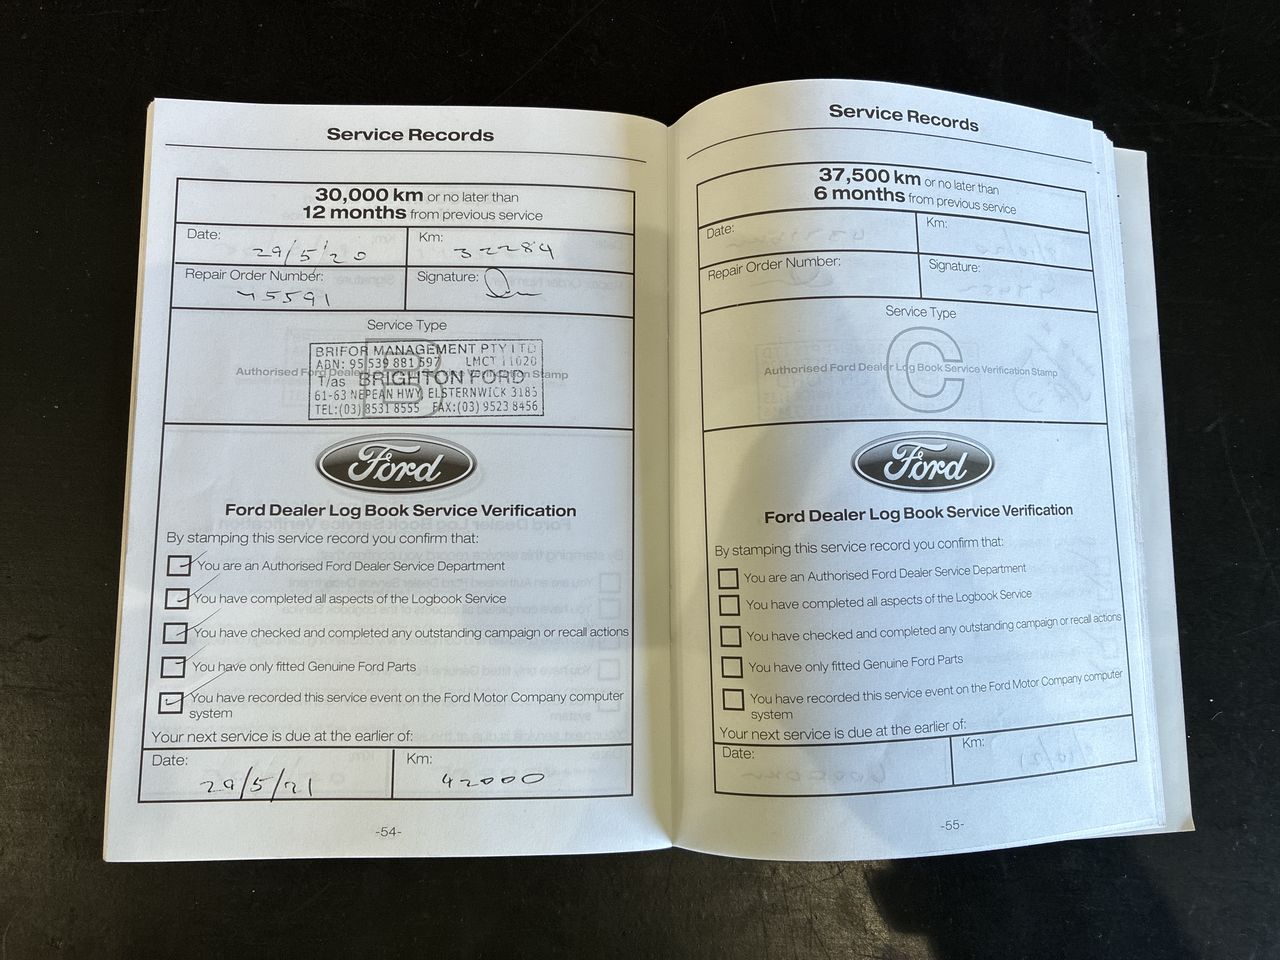 Service Records
30,000 km or no later than
12 months from previous service
Date:
29/5/20
Km:
32284
Repair Order Number:
45591
Signature:
Service Type
B
BRIFOR MANAGEMENT PTY LTD
ABN: 95 539 881 597 LMCT 11020
Authorised Ford Dealer Log Book Service Verification Stamp
T/as BRIGHTON FORD
61-63 NEPEAN HWY, ELSTERNWICK 3185
TEL:(03) 8531 8555 FAX:(03) 9523 8456
Ford
Ford Dealer Log Book Service Verification
By stamping this service record you confirm that:
You are an Authorised Ford Dealer Service Department
You have completed all aspects of the Logbook Service
You have checked and completed any outstanding campaign or recall actions
You have only fitted Genuine Ford Parts
You have recorded this service event on the Ford Motor Company computer
system
Your next service is due at the earlier of:
Date:
29/5/21
Km:
42000
-54-
Service Records
37,500 km or no later than
6 months from previous service
Date:
Km:
Repair Order Number:
Signature:
Service Type
C
Authorised Ford Dealer Log Book Service Verification Stamp
Ford
Ford Dealer Log Book Service Verification
By stamping this service record you confirm that:
You are an Authorised Ford Dealer Service Department
You have completed all aspects of the Logbook Service
You have checked and completed any outstanding campaign or recall actions
You have only fitted Genuine Ford Parts
You have recorded this service event on the Ford Motor Company computer
system
Your next service is due at the earlier of:
Date:
Km:
-55-